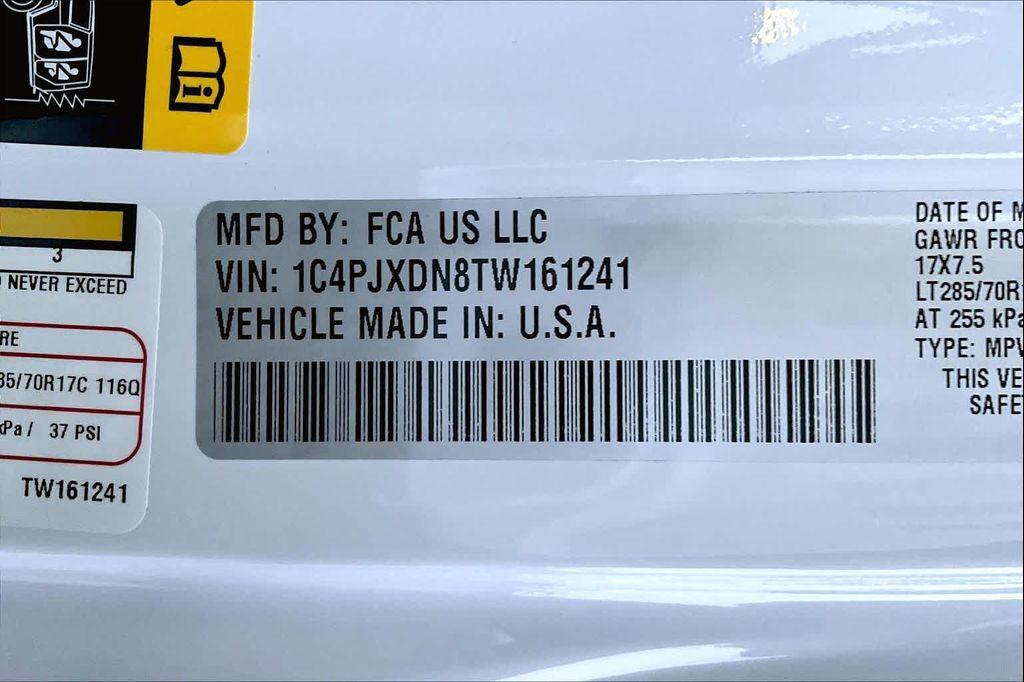 3
NEVER EXCEED
RE
35/70R17C 116Q
kPa / 37 PSI
TW161241
MFD BY: FCA US LLC
VIN: 1C4PJXDN8TW161241
VEHICLE MADE IN: U.S.A.
DATE OF M
GAWR FRO
17X7.5
LT285/70R
AT 255 kPa
TYPE: MPV
THIS VE
SAFE